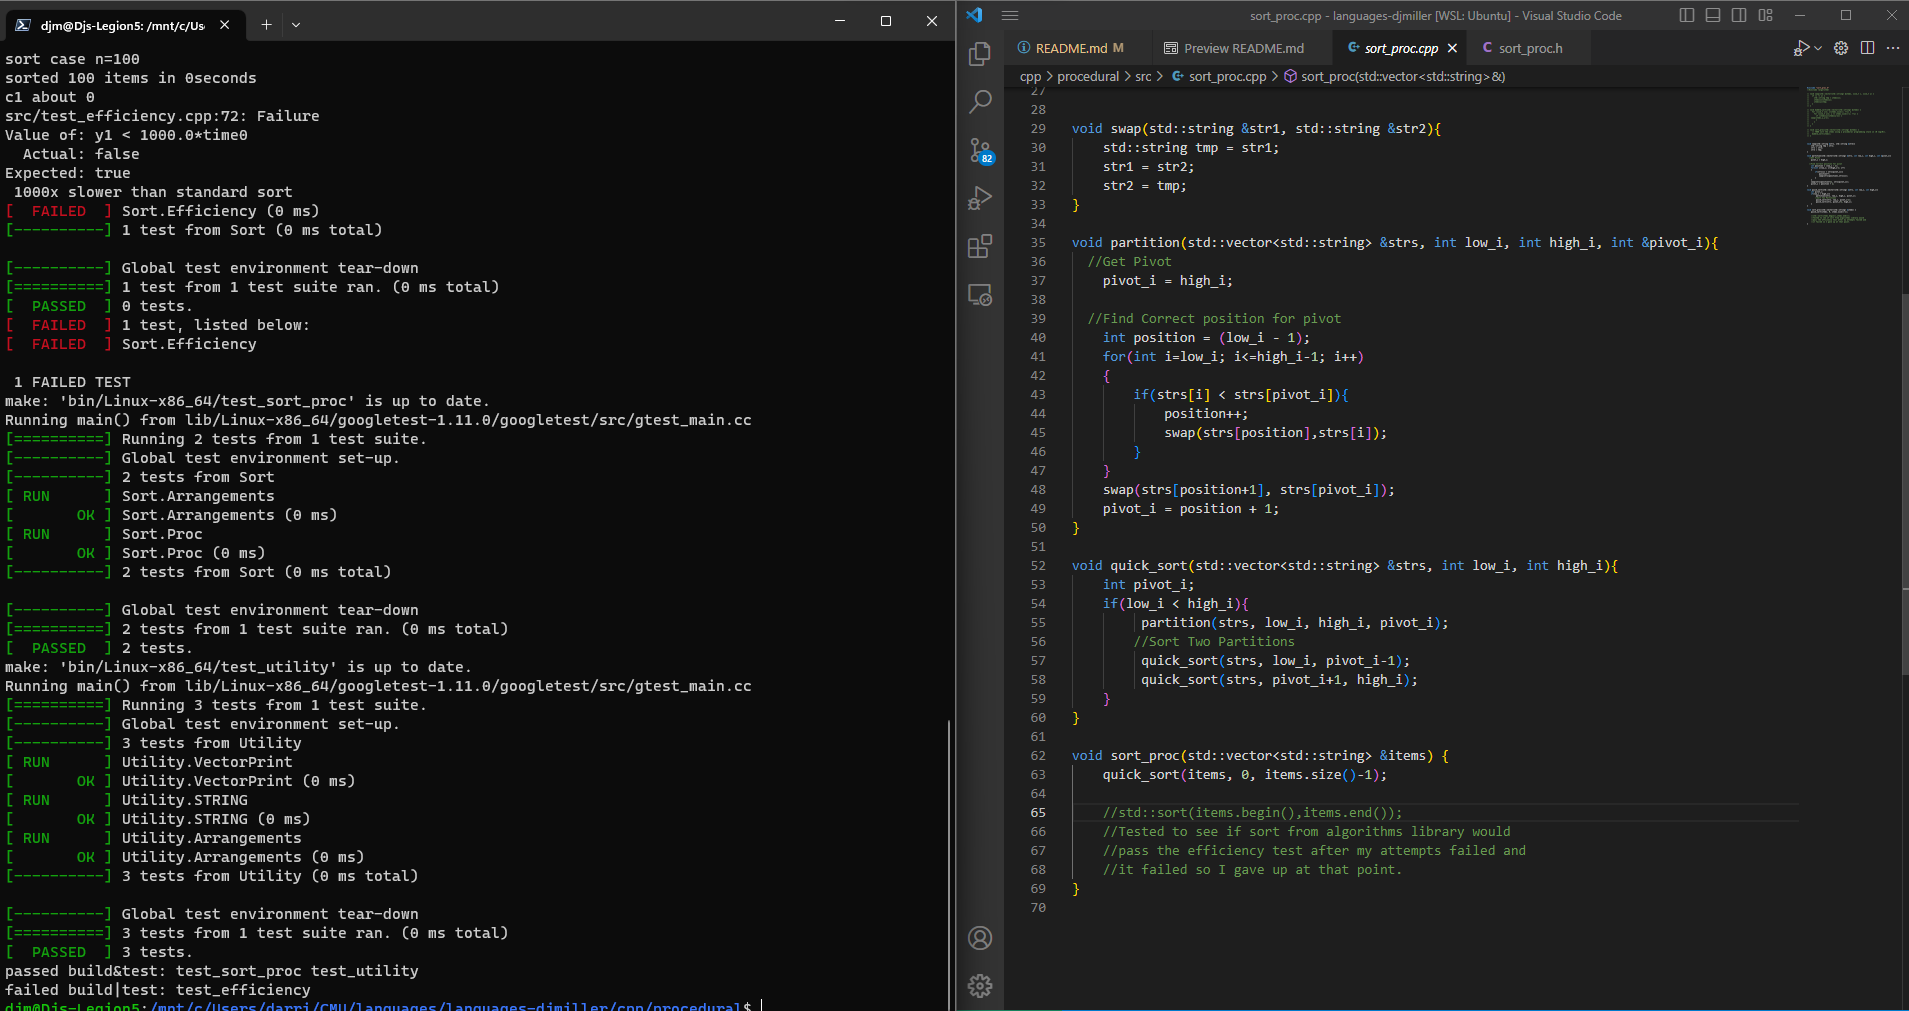 djm@Djs-Legion5: /mnt/c/Use
sort case n=100
sorted 100 items in 0seconds
c1 about 0
src/test_efficiency.cpp:72: Failure
Value of: y1 < 1000.0*time0
  Actual: false
Expected: true
 1000x slower than standard sort
[  FAILED  ] Sort.Efficiency (0 ms)
[----------] 1 test from Sort (0 ms total)
[----------] Global test environment tear-down
[==========] 1 test from 1 test suite ran. (0 ms total)
[  PASSED  ] 0 tests.
[  FAILED  ] 1 test, listed below:
[  FAILED  ] Sort.Efficiency
 1 FAILED TEST
make: 'bin/Linux-x86_64/test_sort_proc' is up to date.
Running main() from lib/Linux-x86_64/googletest-1.11.0/googletest/src/gtest_main.cc
[==========] Running 2 tests from 1 test suite.
[----------] Global test environment set-up.
[----------] 2 tests from Sort
[ RUN      ] Sort.Arrangements
[       OK ] Sort.Arrangements (0 ms)
[ RUN      ] Sort.Proc
[       OK ] Sort.Proc (0 ms)
[----------] 2 tests from Sort (0 ms total)
[----------] Global test environment tear-down
[==========] 2 tests from 1 test suite ran. (0 ms total)
[  PASSED  ] 2 tests.
make: 'bin/Linux-x86_64/test_utility' is up to date.
Running main() from lib/Linux-x86_64/googletest-1.11.0/googletest/src/gtest_main.cc
[==========] Running 3 tests from 1 test suite.
[----------] Global test environment set-up.
[----------] 3 tests from Utility
[ RUN      ] Utility.VectorPrint
[       OK ] Utility.VectorPrint (0 ms)
[ RUN      ] Utility.STRING
[       OK ] Utility.STRING (0 ms)
[ RUN      ] Utility.Arrangements
[       OK ] Utility.Arrangements (0 ms)
[----------] 3 tests from Utility (0 ms total)
[----------] Global test environment tear-down
[==========] 3 tests from 1 test suite ran. (0 ms total)
[  PASSED  ] 3 tests.
passed build&test: test_sort_proc test_utility
failed build|test: test_efficiency
djm@Djs-Legion5:/mnt/c/Users/darri/CMU/languages/languages-djmiller/cpp/procedural$
sort_proc.cpp - languages-djmiller [WSL: Ubuntu] - Visual Studio Code
README.md M
Preview README.md
sort_proc.cpp
C sort_proc.h
cpp > procedural > src > sort_proc.cpp > sort_proc(std::vector<std::string>&)
82
27
28
29 void swap(std::string &str1, std::string &str2){
30     std::string tmp = str1;
31     str1 = str2;
32     str2 = tmp;
33 }
34
35 void partition(std::vector<std::string> &strs, int low_i, int high_i, int &pivot_i){
36   //Get Pivot
37     pivot_i = high_i;
38
39   //Find Correct position for pivot
40     int position = (low_i - 1);
41     for(int i=low_i; i<=high_i-1; i++)
42     {
43         if(strs[i] < strs[pivot_i]){
44             position++;
45             swap(strs[position],strs[i]);
46         }
47     }
48     swap(strs[position+1], strs[pivot_i]);
49     pivot_i = position + 1;
50 }
51
52 void quick_sort(std::vector<std::string> &strs, int low_i, int high_i){
53     int pivot_i;
54     if(low_i < high_i){
55          partition(strs, low_i, high_i, pivot_i);
56         //Sort Two Partitions
57          quick_sort(strs, low_i, pivot_i-1);
58          quick_sort(strs, pivot_i+1, high_i);
59     }
60 }
61
62 void sort_proc(std::vector<std::string> &items) {
63     quick_sort(items, 0, items.size()-1);
64
65     //std::sort(items.begin(),items.end());
66     //Tested to see if sort from algorithms library would
67     //pass the efficiency test after my attempts failed and
68     //it failed so I gave up at that point.
69 }
70